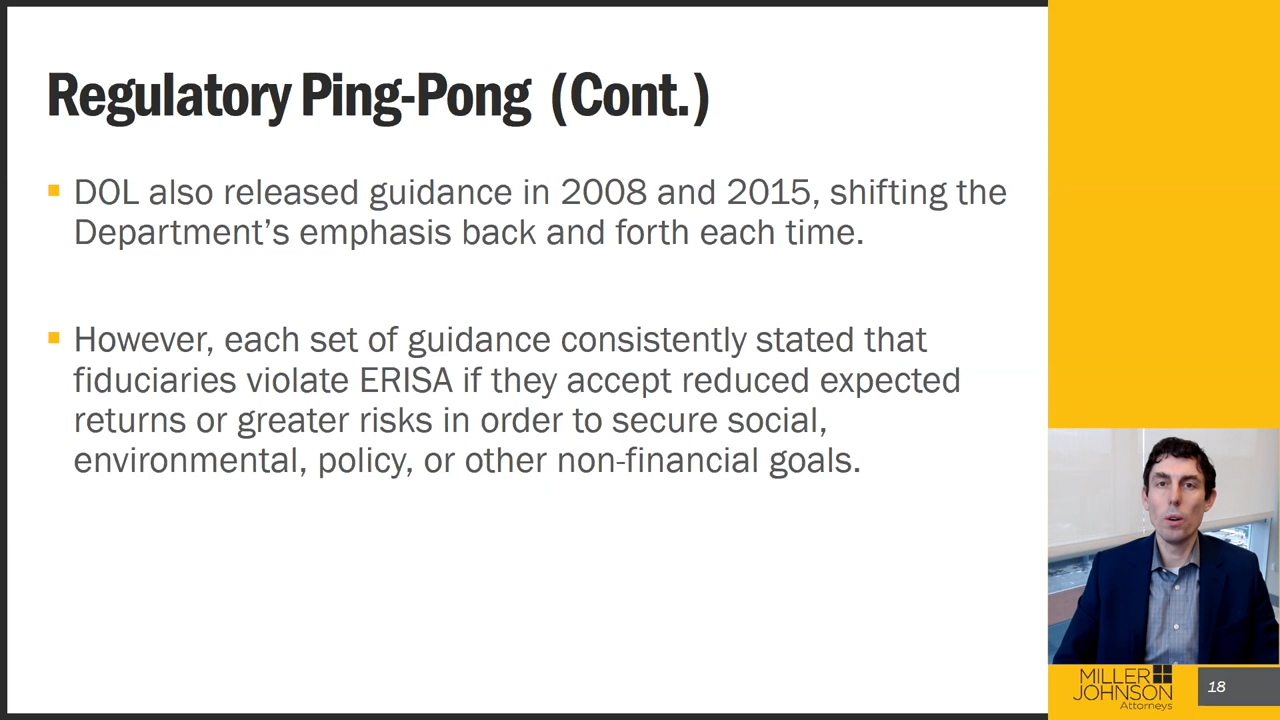 Regulatory Ping-Pong (Cont.)
DOL also released guidance in 2008 and 2015, shifting the
Department’s emphasis back and forth each time.
However, each set of guidance consistently stated that
fiduciaries violate ERISA if they accept reduced expected
returns or greater risks in order to secure social,
environmental, policy, or other non-financial goals.
MILLER
JOHNSON
Attorneys
18